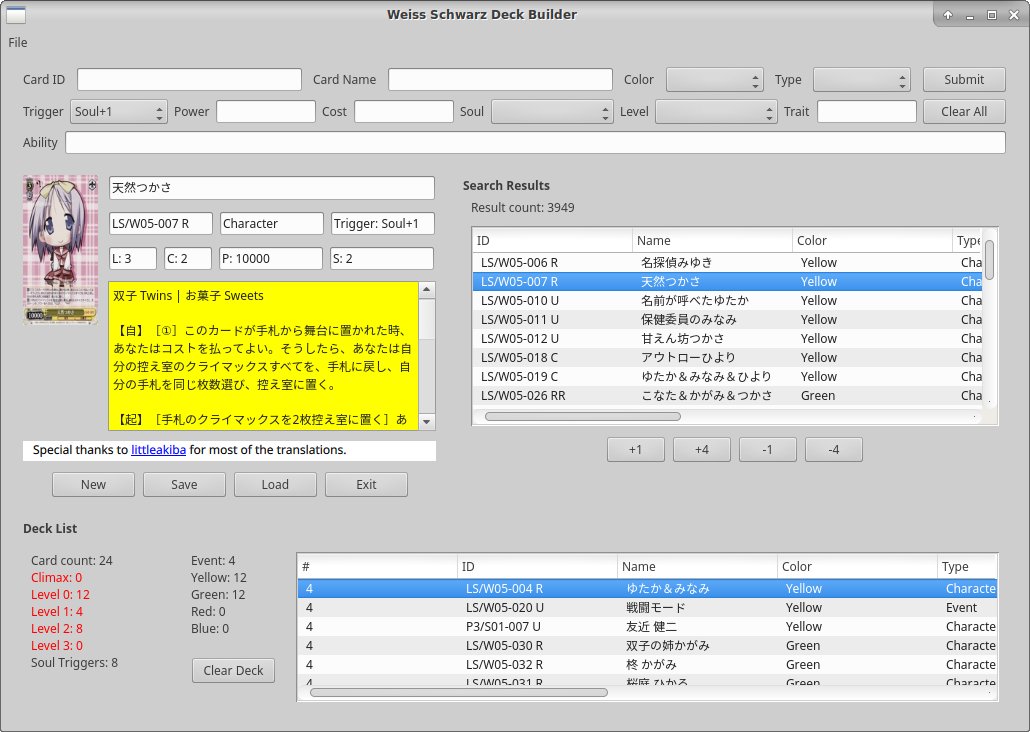 Weiss Schwarz Deck Builder
File
Card ID Card Name Color Type Submit
Trigger Soul+1 Power Cost Soul Level Trait Clear All
Ability
天然つかさ
LS/W05-007 R Character Trigger: Soul+1
L: 3 C: 2 P: 10000 S: 2
双子 Twins | お菓子 Sweets
【自】［①］このカードが手札から舞台に置かれた時、
あなたはコストを払ってよい。そうしたら、あなたは自
分の控え室のクライマックスすべてを、手札に戻し、自
分の手札を同じ枚数選び、控え室に置く。
【起】［手札のクライマックスを2枚控え室に置く］あ
Special thanks to littleakiba for most of the translations.
New Save Load Exit
Search Results
Result count: 3949
ID Name Color Type
LS/W05-006 R 名探偵みゆき Yellow Cha
LS/W05-007 R 天然つかさ Yellow Cha
LS/W05-010 U 名前が呼べたゆたか Yellow Cha
LS/W05-011 U 保健委員のみなみ Yellow Cha
LS/W05-012 U 甘えん坊つかさ Yellow Cha
LS/W05-018 C アウトローひより Yellow Cha
LS/W05-019 C ゆたか＆みなみ＆ひより Yellow Cha
LS/W05-026 RR こなた＆かがみ＆つかさ Green Cha
+1 +4 -1 -4
Deck List
Card count: 24 Event: 4
Climax: 0 Yellow: 12
Level 0: 12 Green: 12
Level 1: 4 Red: 0
Level 2: 8 Blue: 0
Level 3: 0
Soul Triggers: 8
Clear Deck
# ID Name Color Type
4 LS/W05-004 R ゆたか＆みなみ Yellow Characte
4 LS/W05-020 U 戦闘モード Yellow Event
4 P3/S01-007 U 友近 健二 Yellow Characte
4 LS/W05-030 R 双子の姉かがみ Green Characte
4 LS/W05-032 R 柊 かがみ Green Characte
4 LS/W05-031 R 桜庭 ひかる Green Characte